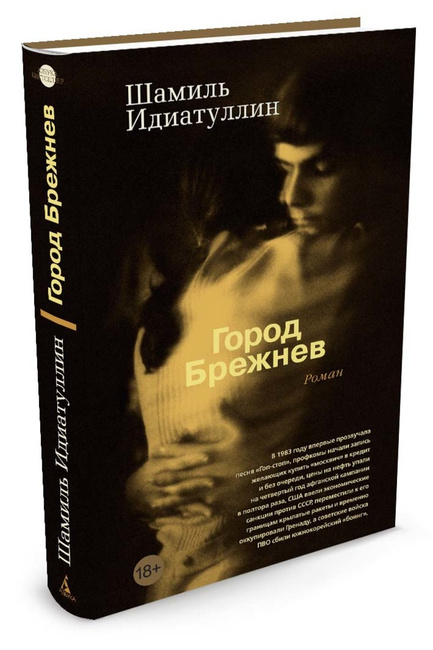 Шамиль
Идиатуллин
Город
Брежнев
Роман
В 1983 году впервые прозвучала
песня «Гоп-стоп», профкомы начали запись
желающих купить «москвич» в кредит
и без очереди, цены на нефть упали
на четвертый год афганской кампании
в полтора раза, США ввели экономические
санкции против СССР, переместили к его
границам крылатые ракеты и временно
оккупировали Гренаду, а советские войска
ПВО сбили южнокорейский «боинг».
18+
Шамиль Идиатуллин / Город Брежнев
АЗБУКА